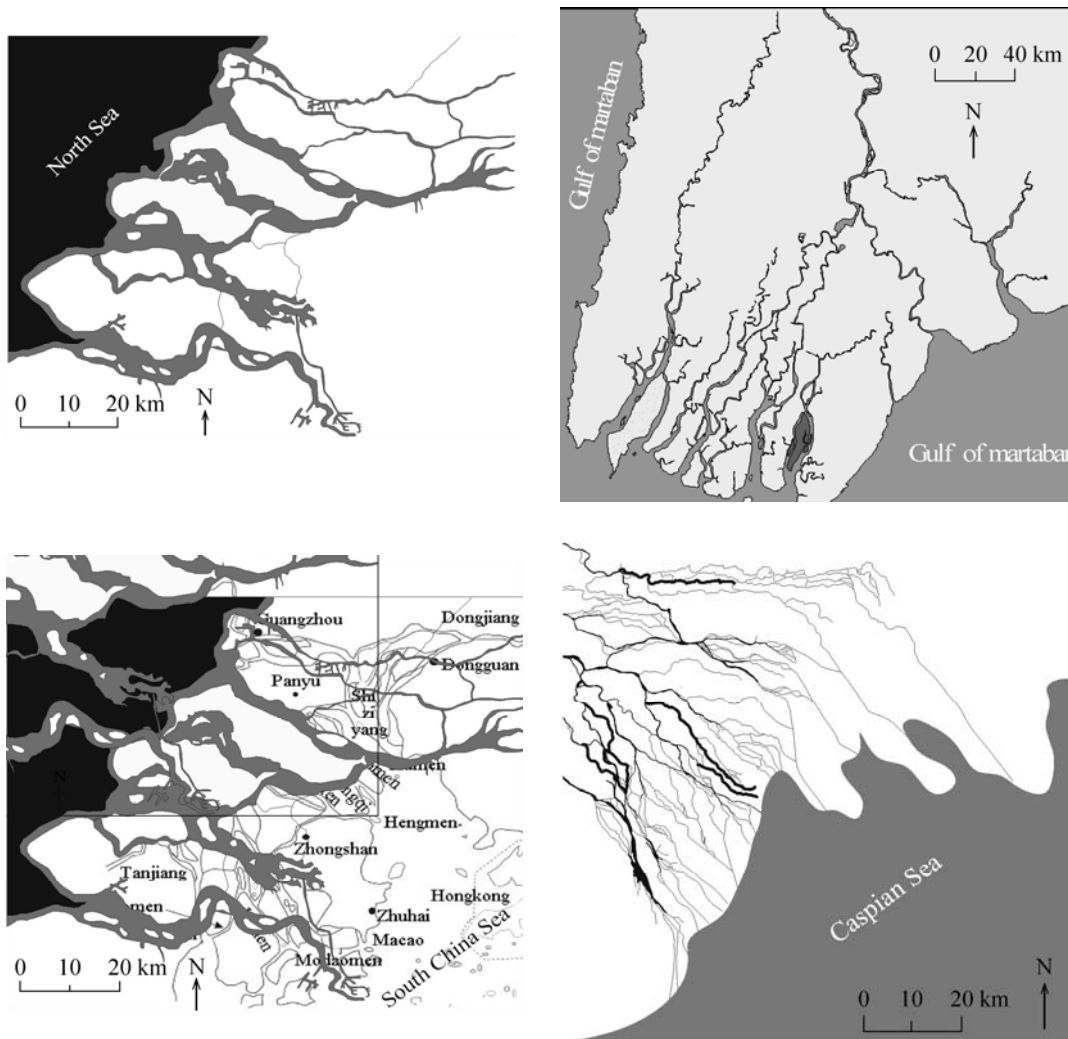 North Sea
N
0 10 20 km
0 20 40 km
N
Gulf of martaban
Gulf of martaban
Guangzhou
Dongjiang
Dongguan
Panyu
Shi
zi
yang
men
Hengmen
Zhongshan
Tanjiang
men
Hongkong
Zhuhai
Macao
Modaomen
South China Sea
N
N
0 10 20 km
Caspian Sea
N
0 10 20 km